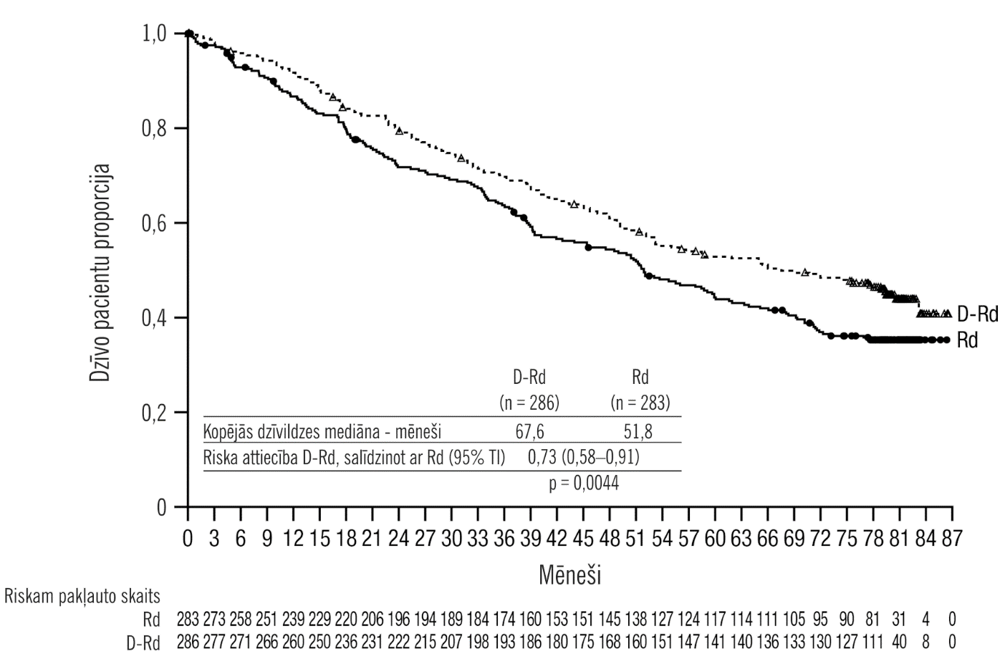 Dzīvo pacientu proporcija
1,0
0,8
0,6
0,4
0,2
0
D-Rd
Rd
D-Rd Rd
(n = 286) (n = 283)
Kopējās dzīvildzes mediāna - mēneši 67,6 51,8
Riska attiecība D-Rd, salīdzinot ar Rd (95% TI) 0,73 (0,58–0,91)
p = 0,0044
0 3 6 9 12 15 18 21 24 27 30 33 36 39 42 45 48 51 54 57 60 63 66 69 72 75 78 81 84 87
Mēneši
Riskam pakļauto skaits
Rd 283 273 258 251 239 229 220 206 196 194 189 184 174 160 153 151 145 138 127 124 117 114 111 105 95 90 81 31 4 0
D-Rd 286 277 271 266 260 250 236 231 222 215 207 198 193 186 180 175 168 160 151 147 141 140 136 133 130 127 111 40 8 0